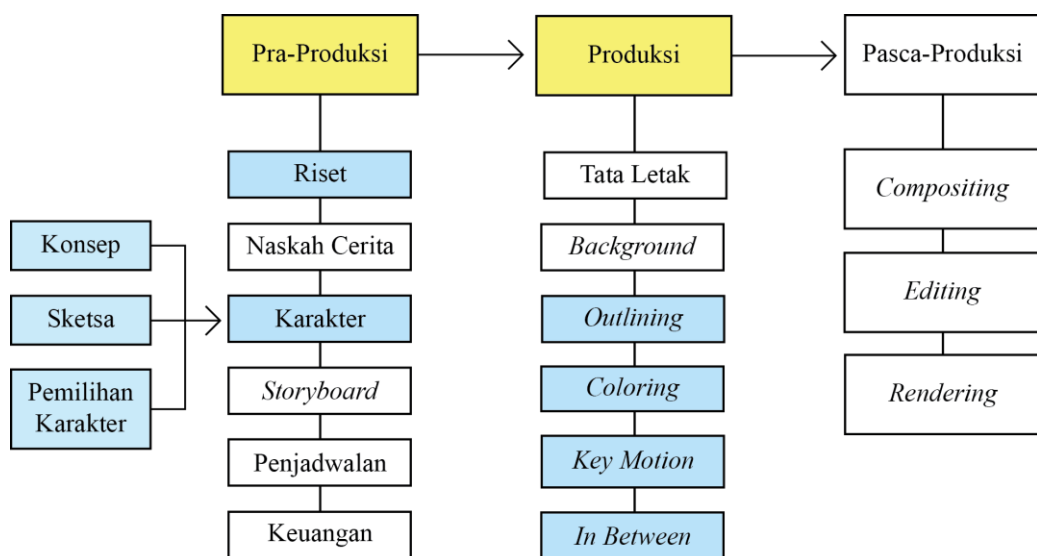 Pra-Produksi
Produksi
Pasca-Produksi
Riset
Naskah Cerita
Karakter
Storyboard
Penjadwalan
Keuangan
Konsep
Sketsa
Pemilihan
Karakter
Tata Letak
Background
Outlining
Coloring
Key Motion
In Between
Compositing
Editing
Rendering